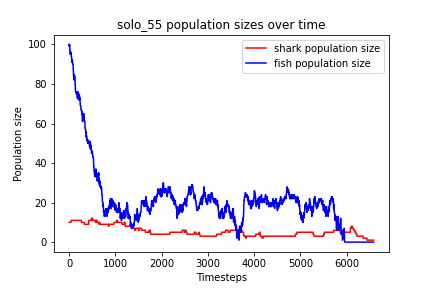 solo_55 population sizes over time
shark population size
fish population size
Population size
100
80
60
40
20
0
0 1000 2000 3000 4000 5000 6000
Timesteps